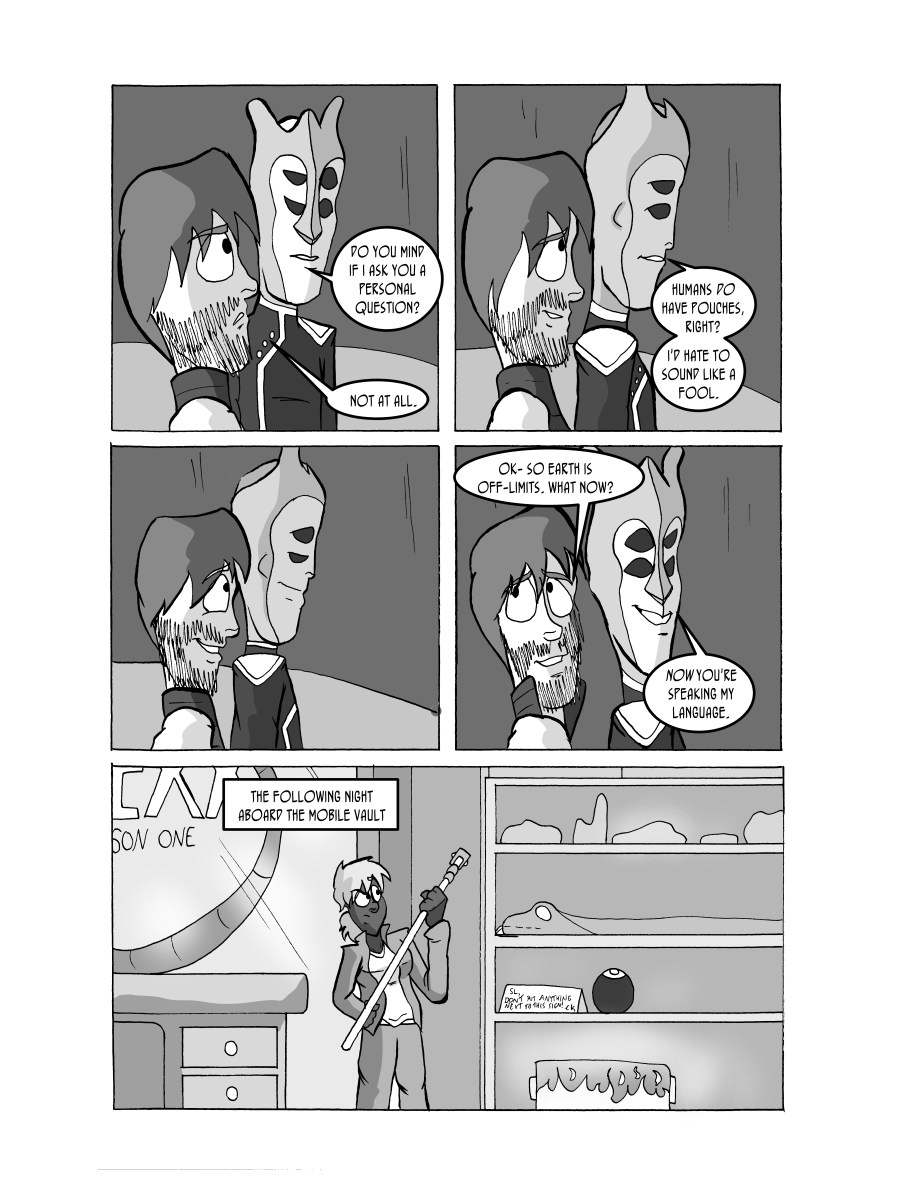 DO YOU MIND
IF I ASK YOU A
PERSONAL
QUESTION?
NOT AT ALL.
HUMANS DO
HAVE POUCHES,
RIGHT?
I'D HATE TO
SOUND LIKE A
FOOL.
OK- SO EARTH IS
OFF-LIMITS. WHAT NOW?
NOW YOU'RE
SPEAKING MY
LANGUAGE.
THE FOLLOWING NIGHT
ABOARD THE MOBILE VAULT
SON ONE
SL,
DON'T PUT ANYTHING
NEXT TO THIS SIGN! CK